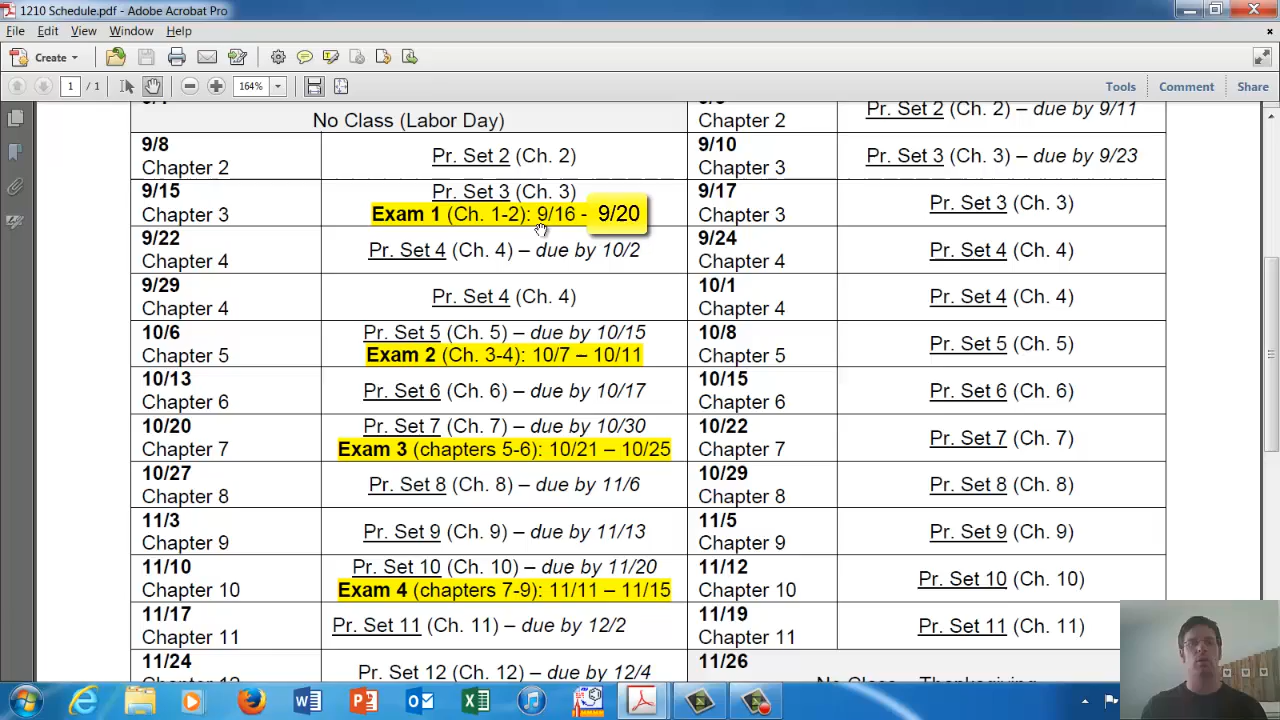 1210 Schedule.pdf - Adobe Acrobat Pro
File Edit View Window Help
Create
1 / 1 164% Tools Comment Share
No Class (Labor Day)
Chapter 2
Pr. Set 2 (Ch. 2) – due by 9/11
9/8
Chapter 2
Pr. Set 2 (Ch. 2)
9/10
Chapter 3
Pr. Set 3 (Ch. 3) – due by 9/23
9/15
Chapter 3
Pr. Set 3 (Ch. 3)
Exam 1 (Ch. 1-2): 9/16 - 9/20
9/17
Chapter 3
Pr. Set 3 (Ch. 3)
9/22
Chapter 4
Pr. Set 4 (Ch. 4) – due by 10/2
9/24
Chapter 4
Pr. Set 4 (Ch. 4)
9/29
Chapter 4
Pr. Set 4 (Ch. 4)
10/1
Chapter 4
Pr. Set 4 (Ch. 4)
10/6
Chapter 5
Pr. Set 5 (Ch. 5) – due by 10/15
Exam 2 (Ch. 3-4): 10/7 – 10/11
10/8
Chapter 5
Pr. Set 5 (Ch. 5)
10/13
Chapter 6
Pr. Set 6 (Ch. 6) – due by 10/17
10/15
Chapter 6
Pr. Set 6 (Ch. 6)
10/20
Chapter 7
Pr. Set 7 (Ch. 7) – due by 10/30
Exam 3 (chapters 5-6): 10/21 – 10/25
10/22
Chapter 7
Pr. Set 7 (Ch. 7)
10/27
Chapter 8
Pr. Set 8 (Ch. 8) – due by 11/6
10/29
Chapter 8
Pr. Set 8 (Ch. 8)
11/3
Chapter 9
Pr. Set 9 (Ch. 9) – due by 11/13
11/5
Chapter 9
Pr. Set 9 (Ch. 9)
11/10
Chapter 10
Pr. Set 10 (Ch. 10) – due by 11/20
Exam 4 (chapters 7-9): 11/11 – 11/15
11/12
Chapter 10
Pr. Set 10 (Ch. 10)
11/17
Chapter 11
Pr. Set 11 (Ch. 11) – due by 12/2
11/19
Chapter 11
Pr. Set 11 (Ch. 11)
11/24
Pr. Set 12 (Ch. 12) – due by 12/4
11/26
No Class – Thanksgiving